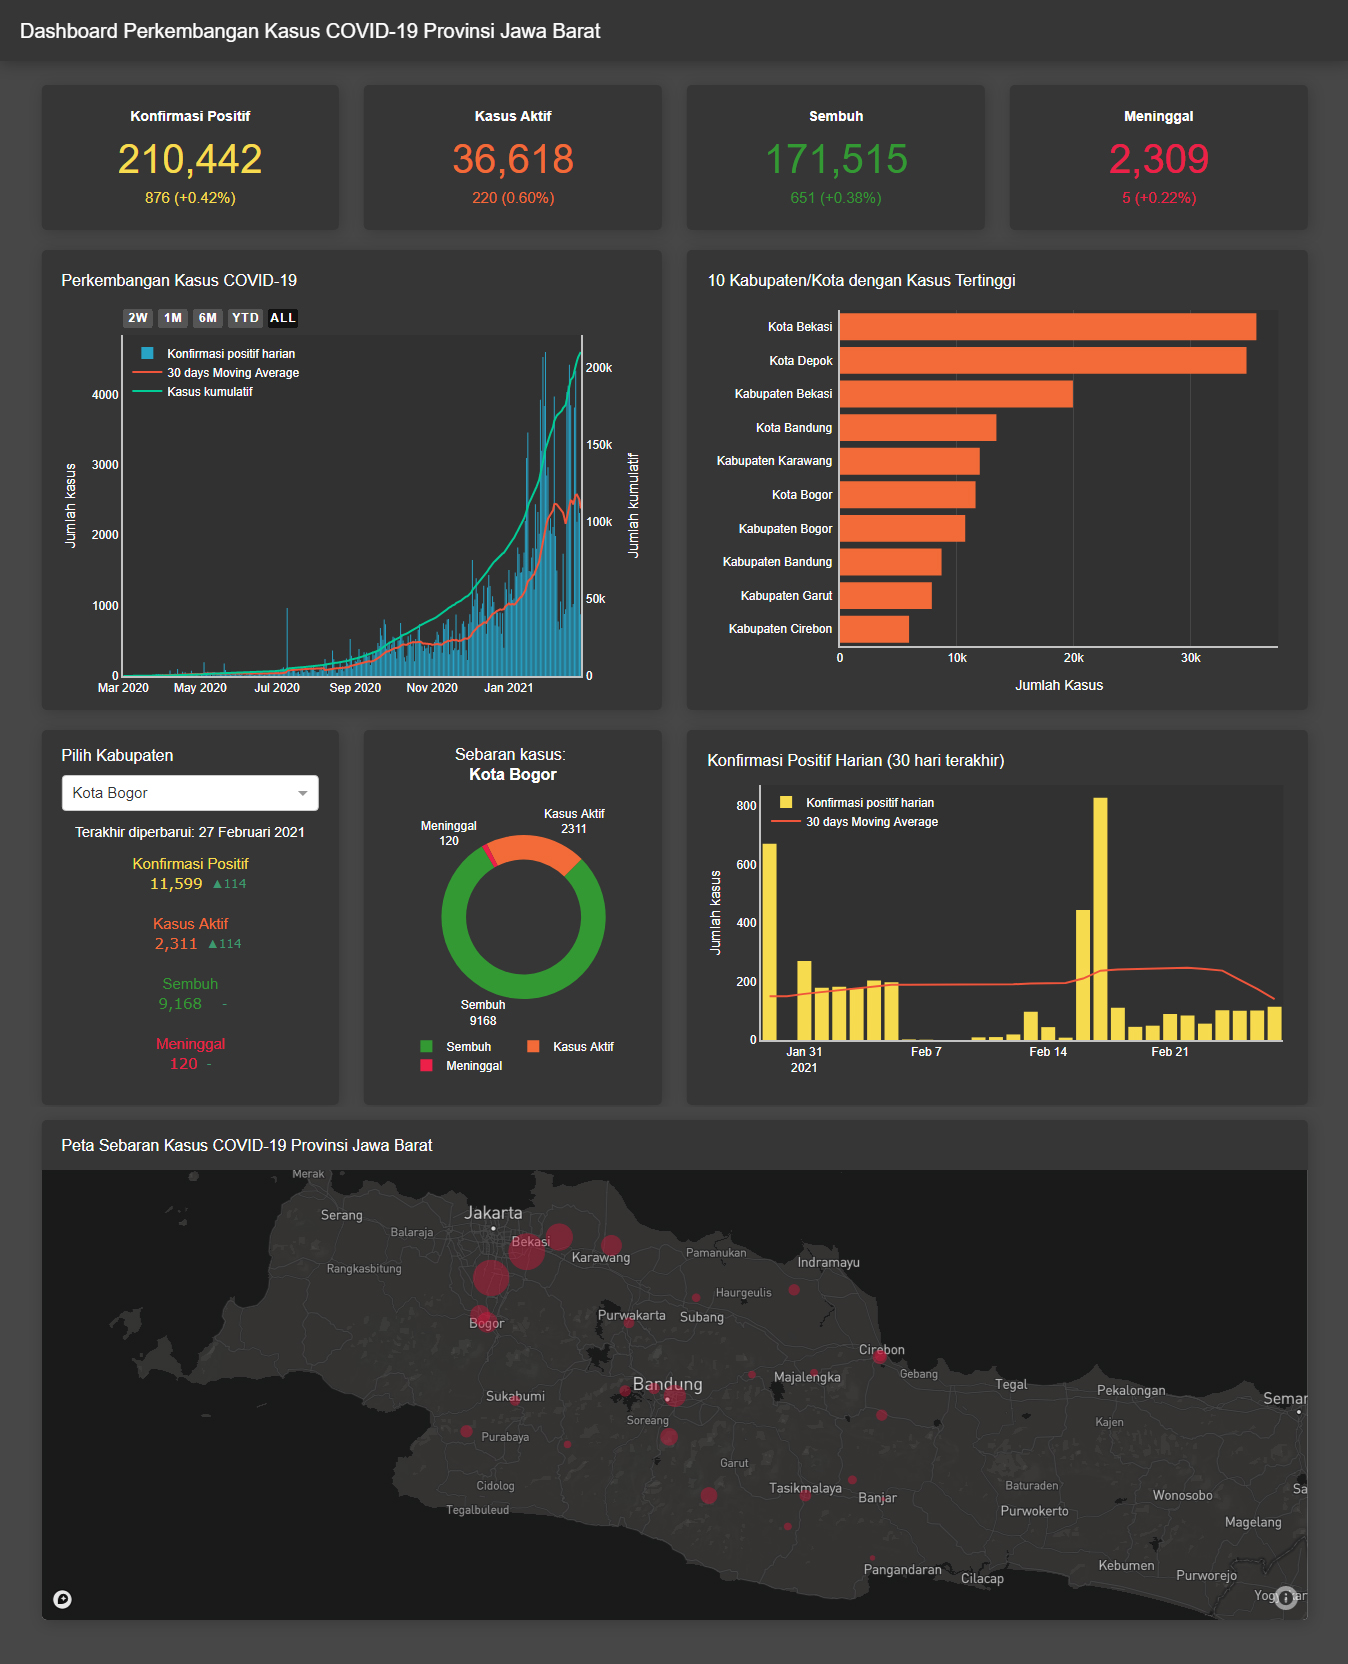 Dashboard Perkembangan Kasus COVID-19 Provinsi Jawa Barat
Konfirmasi Positif
210,442
876 (+0.42%)
Kasus Aktif
36,618
220 (0.60%)
Sembuh
171,515
651 (+0.38%)
Meninggal
2,309
5 (+0.22%)
Perkembangan Kasus COVID-19
2W 1M 6M YTD ALL
Konfirmasi positif harian
30 days Moving Average
Kasus kumulatif
Jumlah kasus
4000
3000
2000
1000
0
200k
150k
100k
50k
0
Jumlah kumulatif
Mar 2020 May 2020 Jul 2020 Sep 2020 Nov 2020 Jan 2021
10 Kabupaten/Kota dengan Kasus Tertinggi
Kota Bekasi
Kota Depok
Kabupaten Bekasi
Kota Bandung
Kabupaten Karawang
Kota Bogor
Kabupaten Bogor
Kabupaten Bandung
Kabupaten Garut
Kabupaten Cirebon
0 10k 20k 30k
Jumlah Kasus
Pilih Kabupaten
Kota Bogor
Terakhir diperbarui: 27 Februari 2021
Konfirmasi Positif
11,599 ▲114
Kasus Aktif
2,311 ▲114
Sembuh
9,168 -
Meninggal
120 -
Sebaran kasus:
Kota Bogor
Kasus Aktif
2311
Meninggal
120
Sembuh
9168
Sembuh Kasus Aktif
Meninggal
Konfirmasi Positif Harian (30 hari terakhir)
Konfirmasi positif harian
30 days Moving Average
Jumlah kasus
800
600
400
200
0
Jan 31 Feb 7 Feb 14 Feb 21
2021
Peta Sebaran Kasus COVID-19 Provinsi Jawa Barat
Merak
Serang
Jakarta
Balaraja
Bekasi
Karawang
Pamanukan
Indramayu
Rangkasbitung
Haurgeulis
Bogor
Purwakarta
Subang
Cirebon
Gebang
Majalengka
Bandung
Tegal
Pekalongan
Semar
Sukabumi
Soreang
Kajen
Purabaya
Garut
Cidolog
Tasikmalaya
Banjar
Baturaden
Wonosobo
Sa
Tegalbuleud
Purwokerto
Magelang
Pangandaran
Cilacap
Kebumen
Purworejo